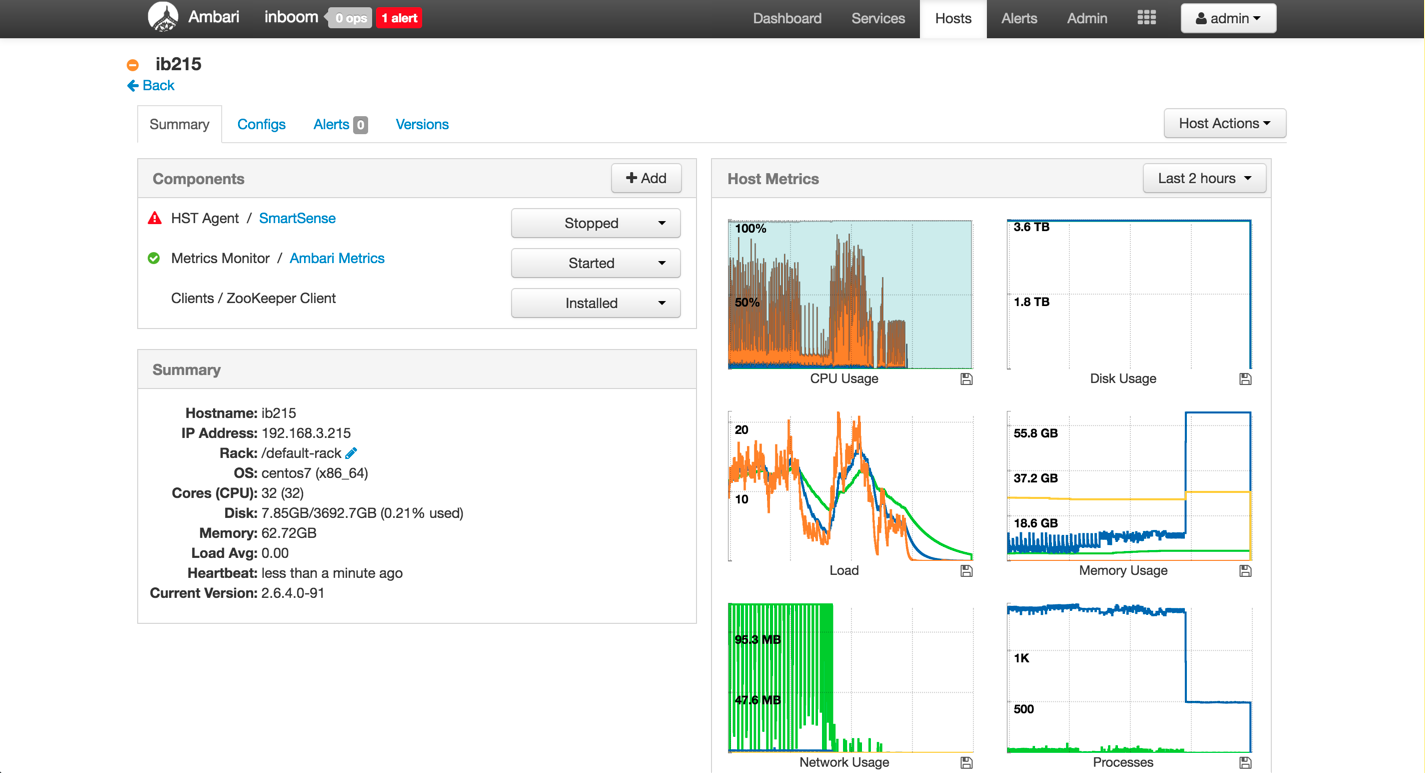 Ambari inboom 0 ops 1 alert Dashboard Services Hosts Alerts Admin admin
ib215
Back
Summary Configs Alerts 0 Versions Host Actions
Components Add
HST Agent / SmartSense Stopped
Metrics Monitor / Ambari Metrics Started
Clients / ZooKeeper Client Installed
Summary
Hostname: ib215
IP Address: 192.168.3.215
Rack: /default-rack
OS: centos7 (x86_64)
Cores (CPU): 32 (32)
Disk: 7.85GB/3692.7GB (0.21% used)
Memory: 62.72GB
Load Avg: 0.00
Heartbeat: less than a minute ago
Current Version: 2.6.4.0-91
Host Metrics Last 2 hours
100%
50%
CPU Usage
3.6 TB
1.8 TB
Disk Usage
20
10
Load
55.8 GB
37.2 GB
18.6 GB
Memory Usage
95.3 MB
47.6 MB
Network Usage
1K
500
Processes